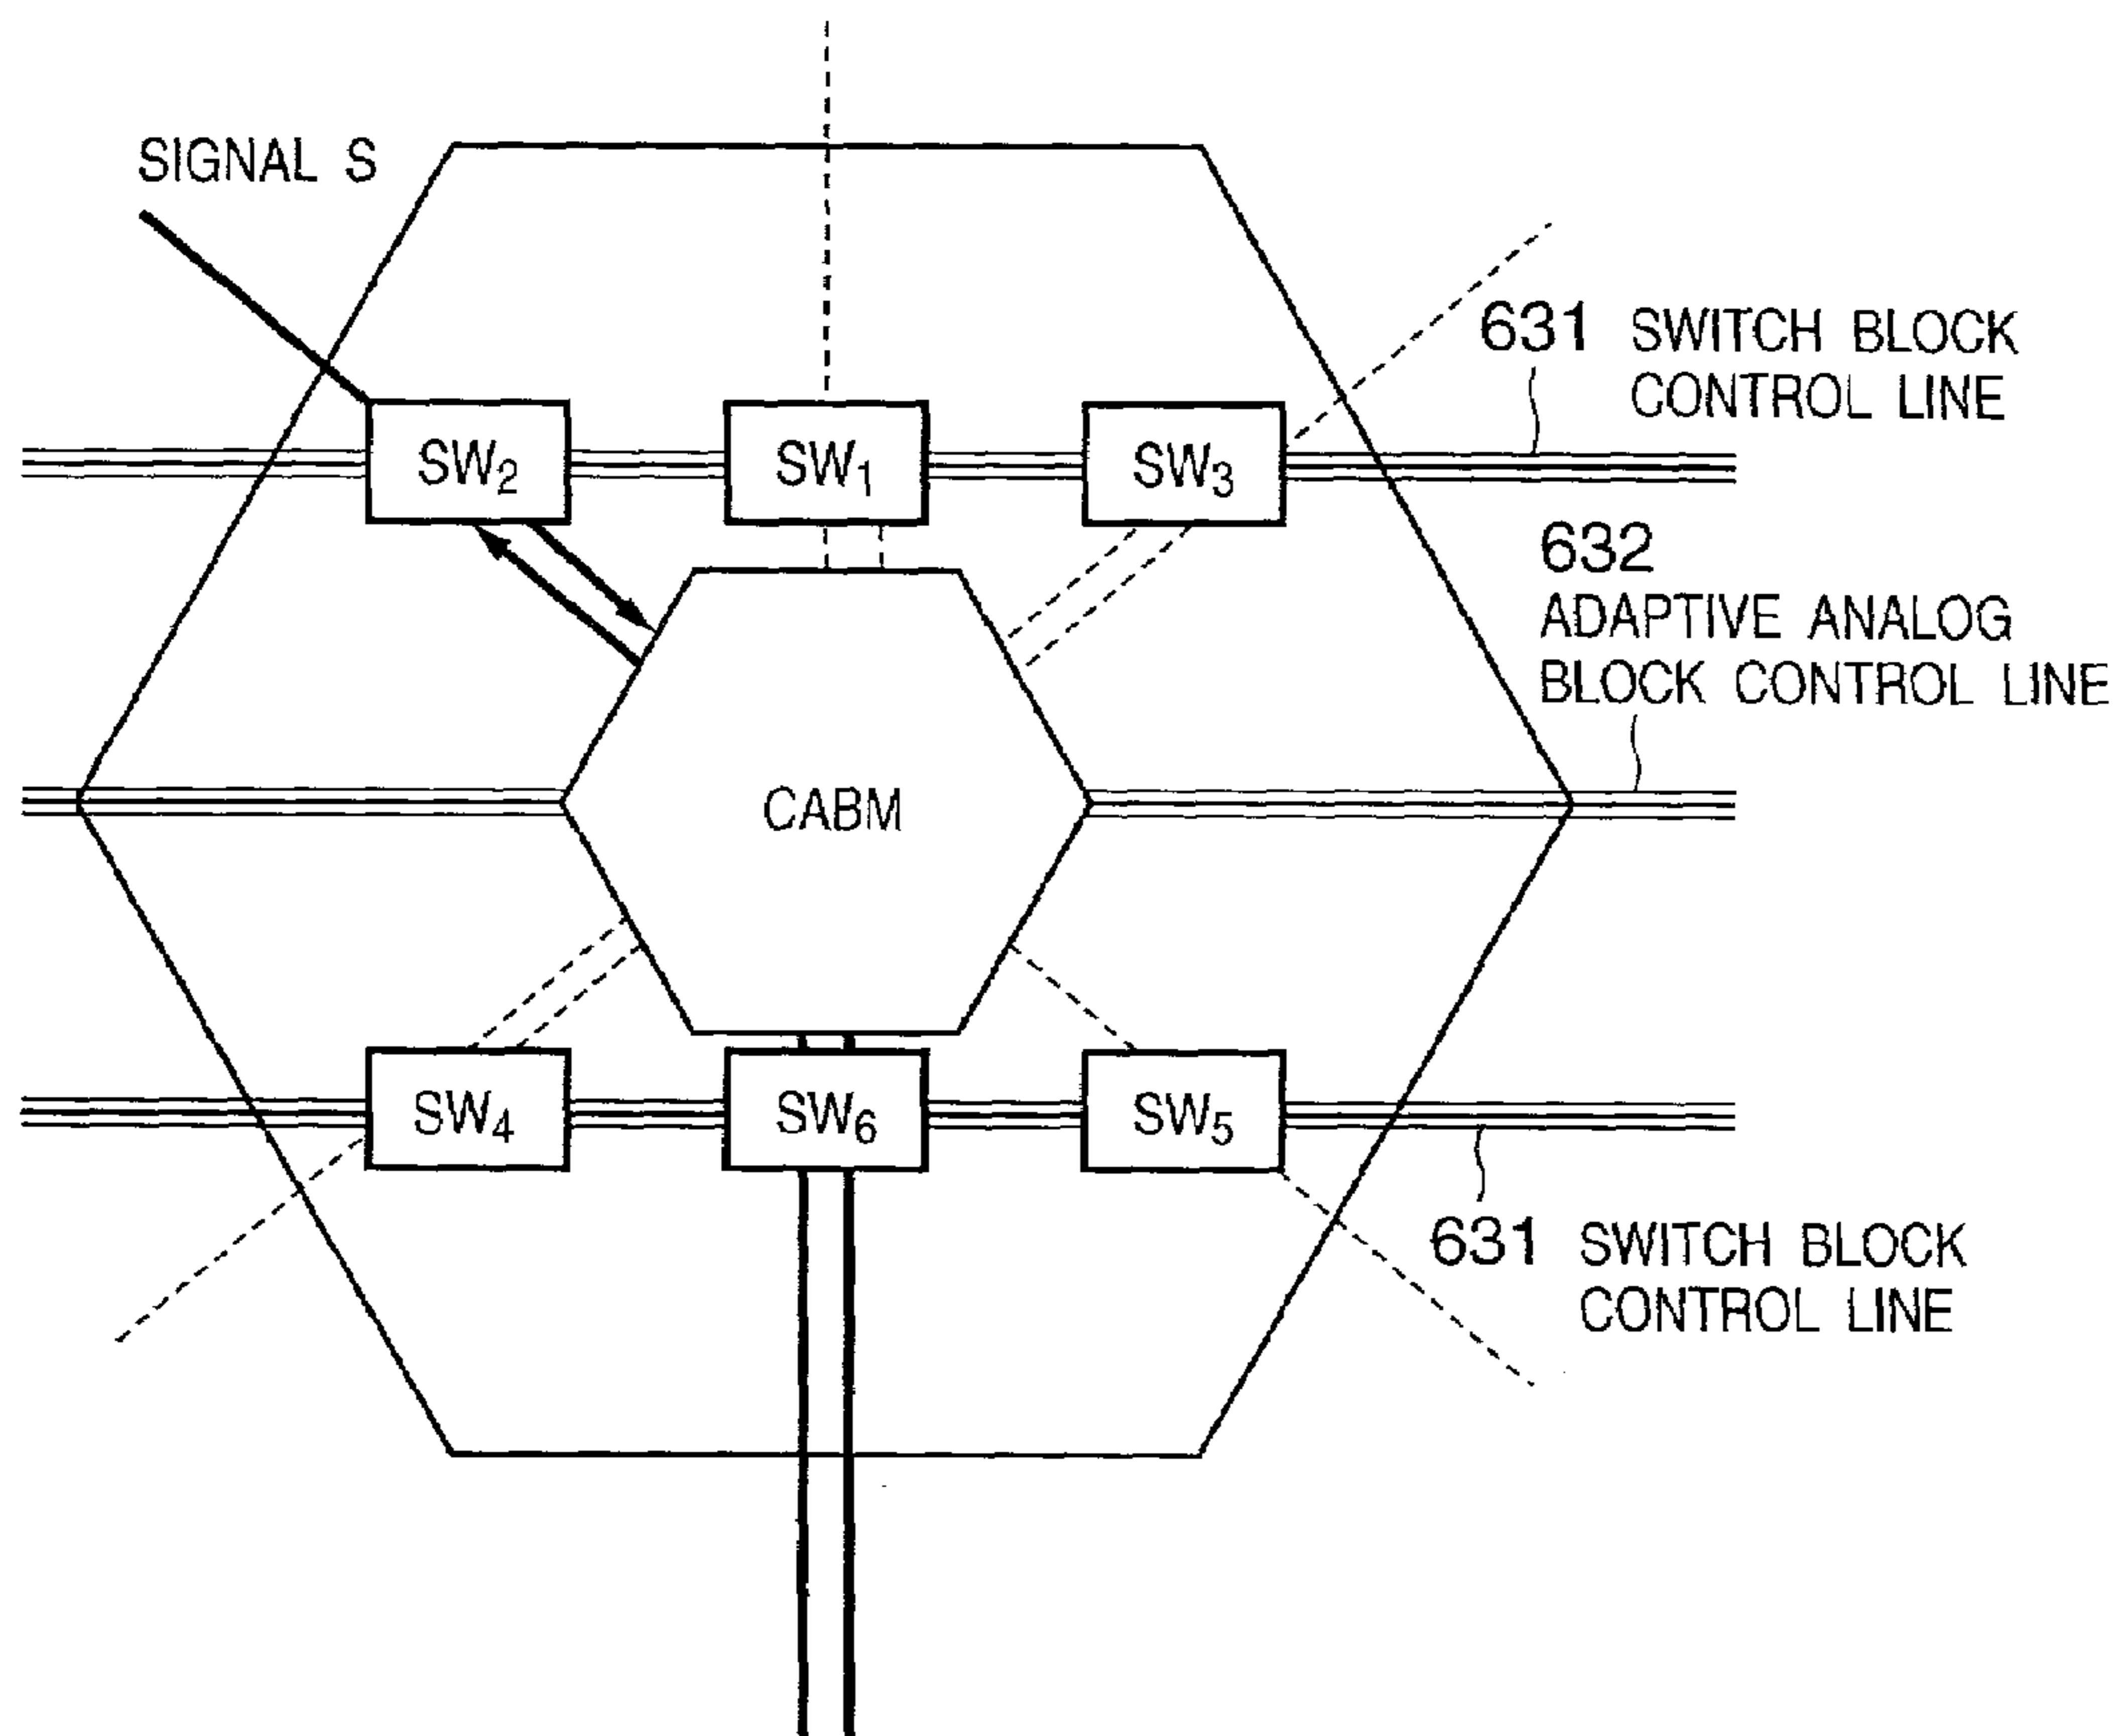 SIGNAL S
631 SWITCH BLOCK
CONTROL LINE
SW2
SW1
SW3
632
ADAPTIVE ANALOG
BLOCK CONTROL LINE
CABM
SW4
SW6
SW5
631 SWITCH BLOCK
CONTROL LINE